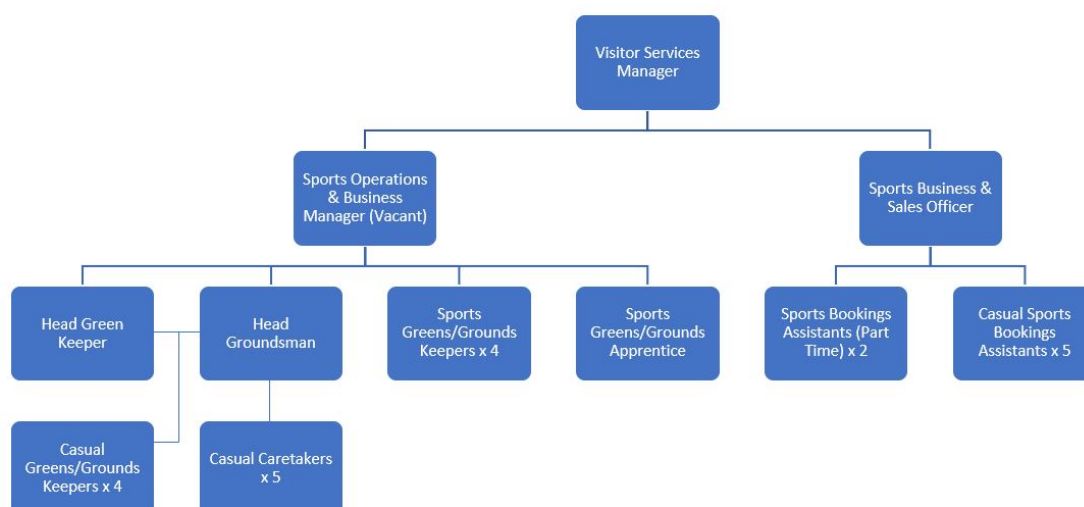 Visitor Services
Manager
Sports Operations
& Business
Manager (Vacant)
Sports Business &
Sales Officer
Head Green
Keeper
Head
Groundsman
Sports
Greens/Grounds
Keepers x 4
Sports
Greens/Grounds
Apprentice
Sports Bookings
Assistants (Part
Time) x 2
Casual Sports
Bookings
Assistants x 5
Casual
Greens/Grounds
Keepers x 4
Casual Caretakers
x 5